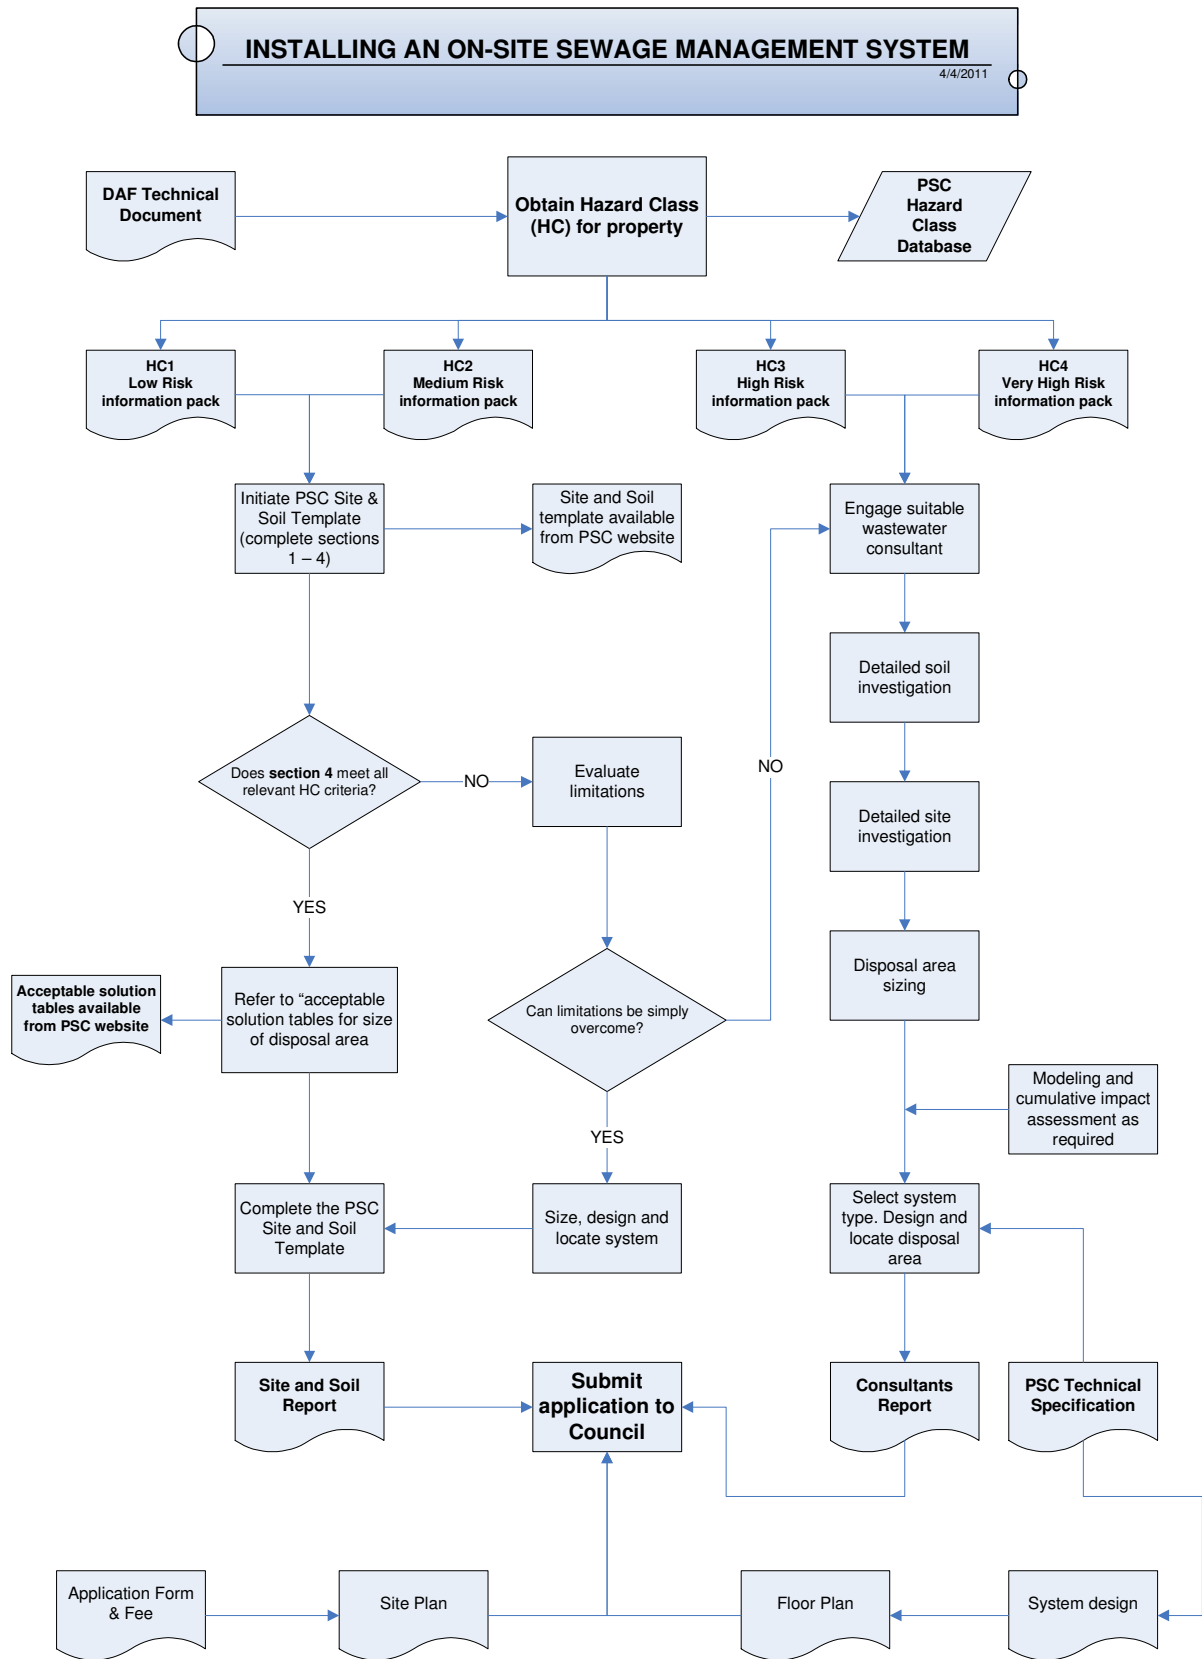 INSTALLING AN ON-SITE SEWAGE MANAGEMENT SYSTEM
4/4/2011
DAF Technical
Document
Obtain Hazard Class
(HC) for property
PSC
Hazard
Class
Database
HC1
Low Risk
information pack
HC2
Medium Risk
information pack
HC3
High Risk
information pack
HC4
Very High Risk
information pack
Initiate PSC Site &
Soil Template
(complete sections
1 – 4)
Site and Soil
template available
from PSC website
Engage suitable
wastewater
consultant
Detailed soil
investigation
Does section 4 meet all
relevant HC criteria?
NO
Evaluate
limitations
NO
Detailed site
investigation
YES
Acceptable solution
tables available
from PSC website
Refer to “acceptable
solution tables for size
of disposal area
Can limitations be simply
overcome?
Disposal area
sizing
Modeling and
cumulative impact
assessment as
required
YES
Complete the PSC
Site and Soil
Template
Size, design and
locate system
Select system
type. Design and
locate disposal
area
Site and Soil
Report
Submit
application to
Council
Consultants
Report
PSC Technical
Specification
Application Form
& Fee
Site Plan
Floor Plan
System design